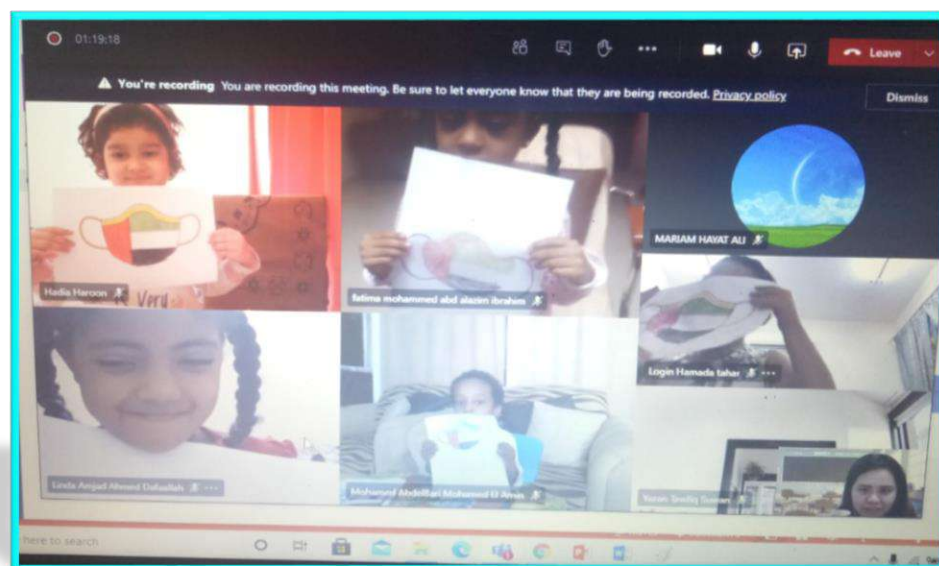 01:19:18
Leave
You're recording You are recording this meeting. Be sure to let everyone know that they are being recorded. Privacy policy
Dismiss
Hadia Haroon
Very
fatima mohammed abd alazim ibrahim
MARIAM HAYAT ALI
Login Hamada tahar
Linda Amjad Ahmed Dafaallah
Mohamed Mohamed El Amin
here to search